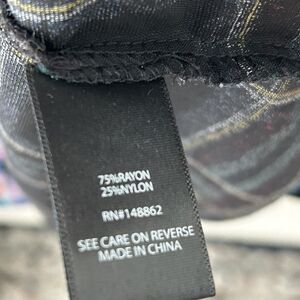 75%RAYON
25%NYLON
RN#148862
SEE CARE ON REVERSE
MADE IN CHINA